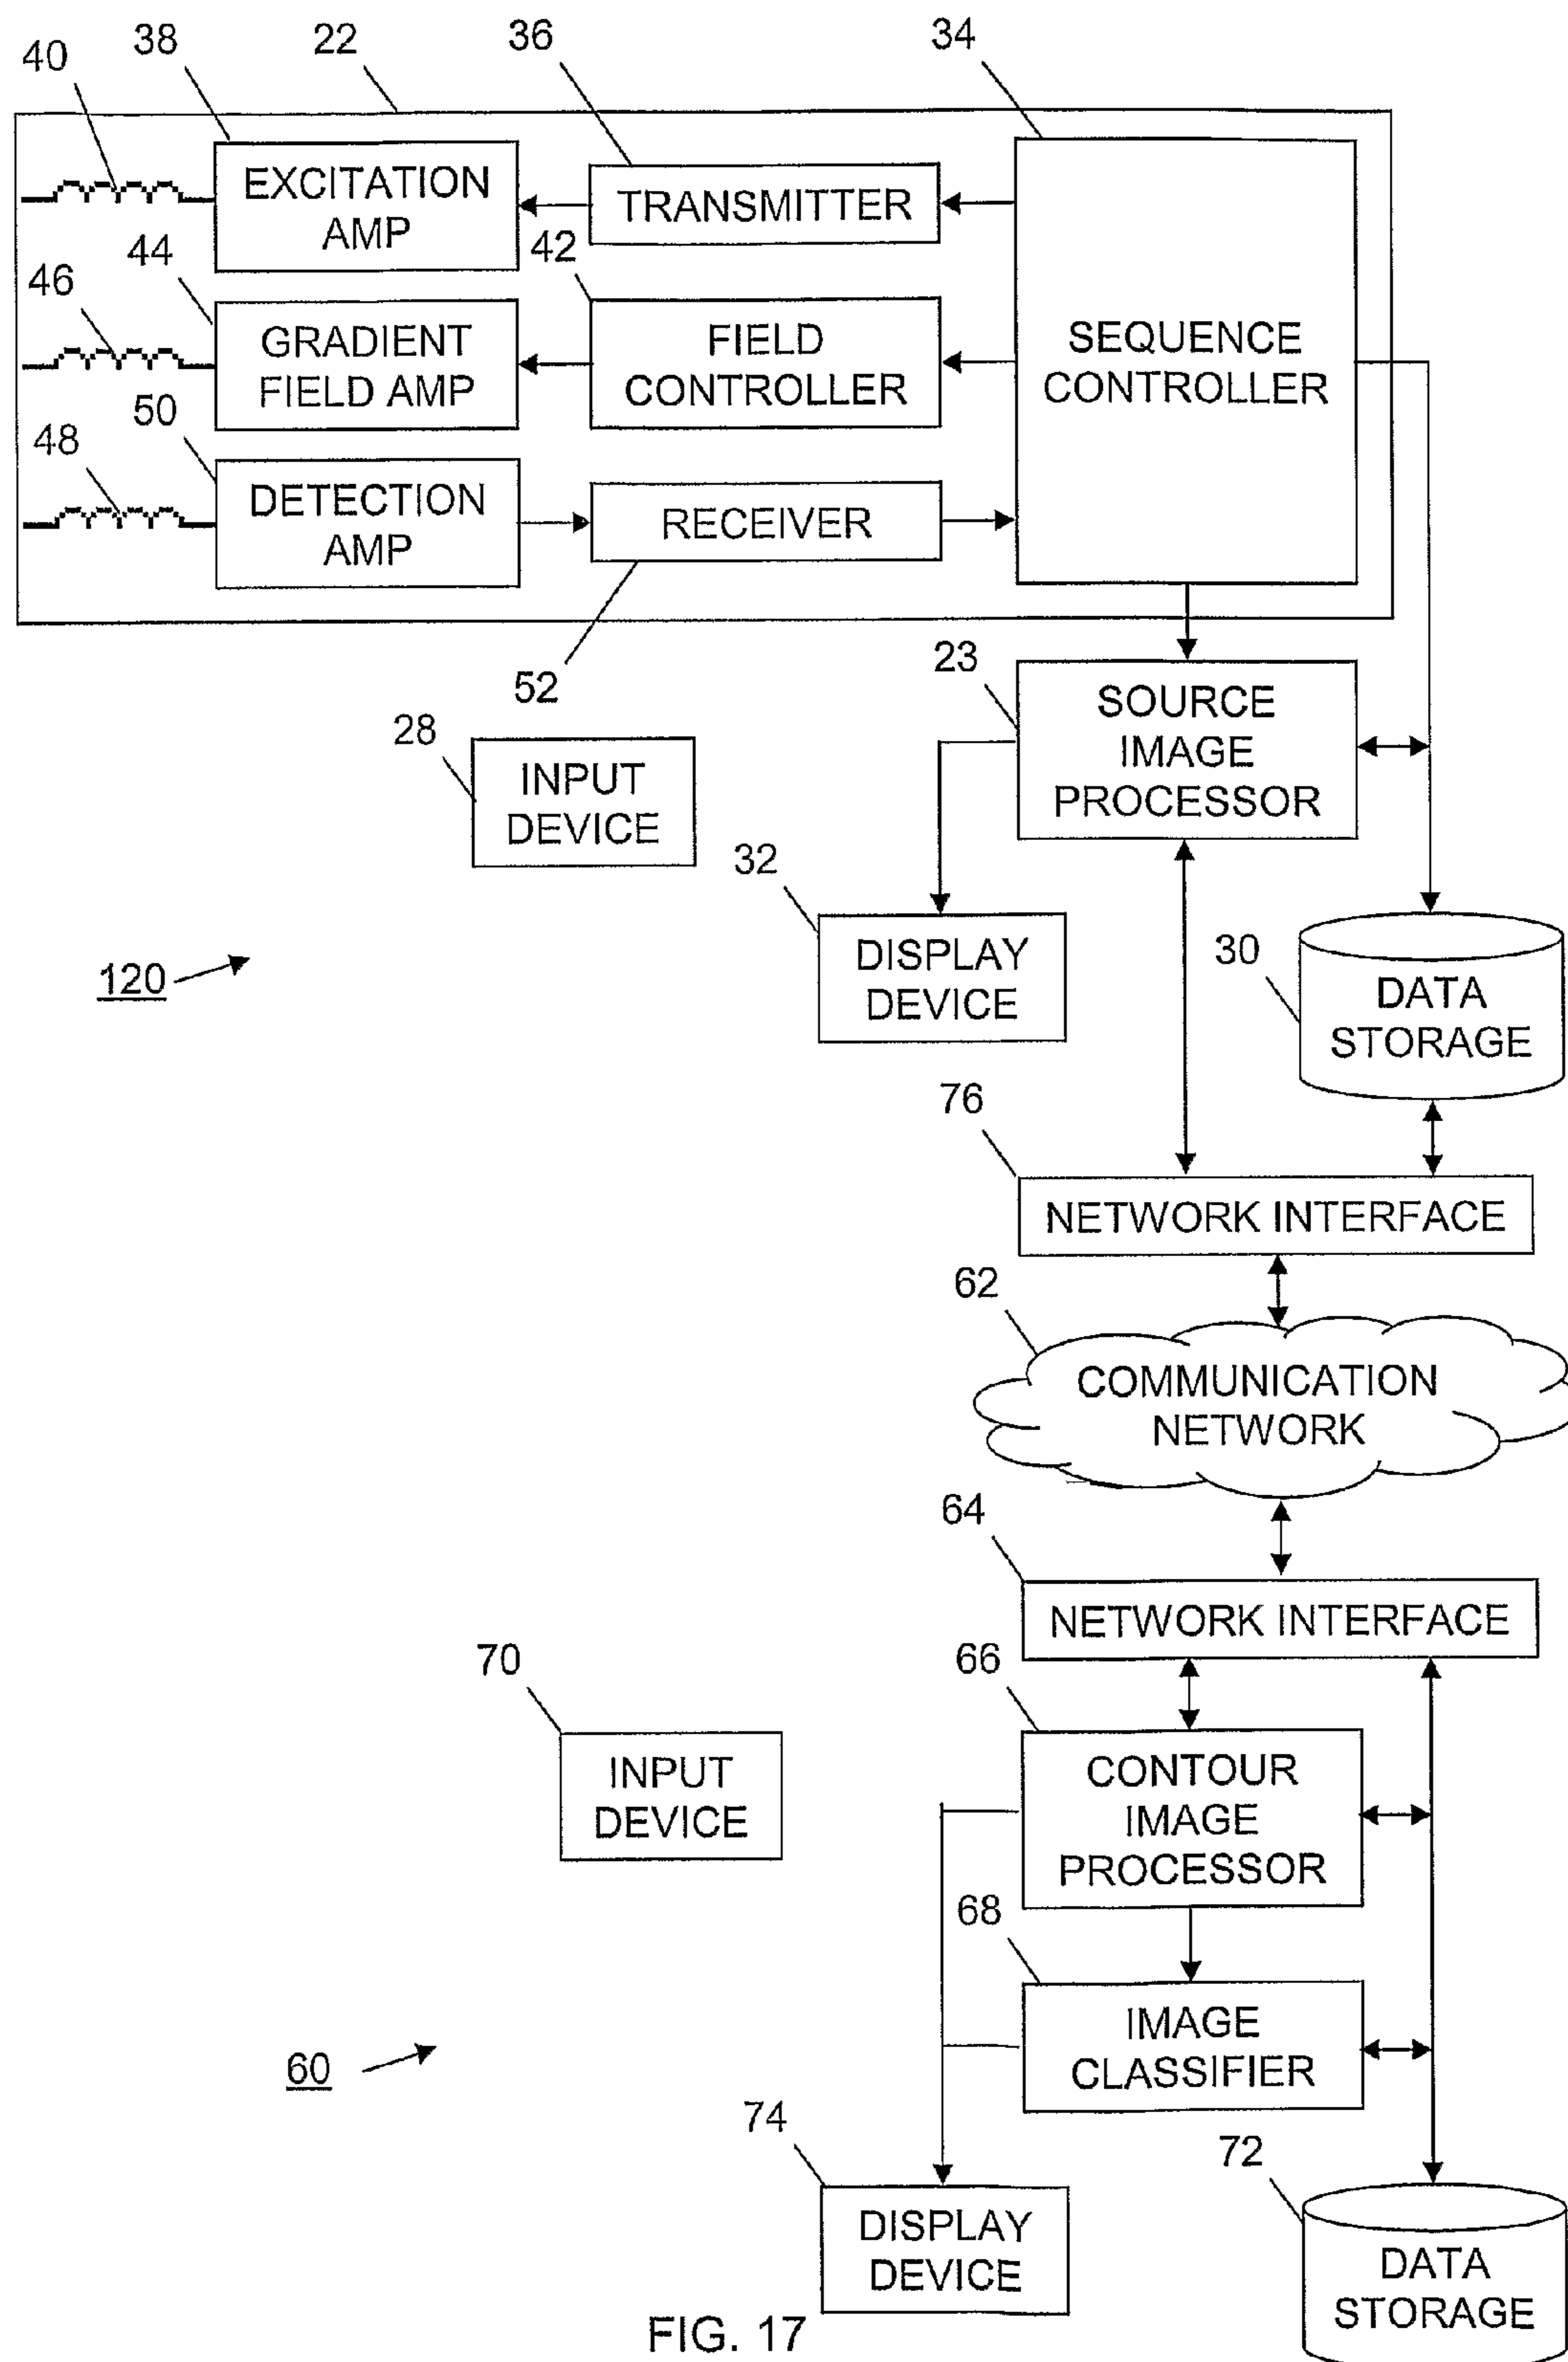 40
38
22
36
34
EXCITATION
AMP
TRANSMITTER
46
44
42
GRADIENT
FIELD AMP
FIELD
CONTROLLER
SEQUENCE
CONTROLLER
48
50
DETECTION
AMP
RECEIVER
52
23
SOURCE
IMAGE
PROCESSOR
28
INPUT
DEVICE
32
DISPLAY
DEVICE
30
DATA
STORAGE
120
76
NETWORK INTERFACE
62
COMMUNICATION
NETWORK
64
NETWORK INTERFACE
70
INPUT
DEVICE
66
CONTOUR
IMAGE
PROCESSOR
68
IMAGE
CLASSIFIER
60
74
DISPLAY
DEVICE
72
DATA
STORAGE
FIG. 17